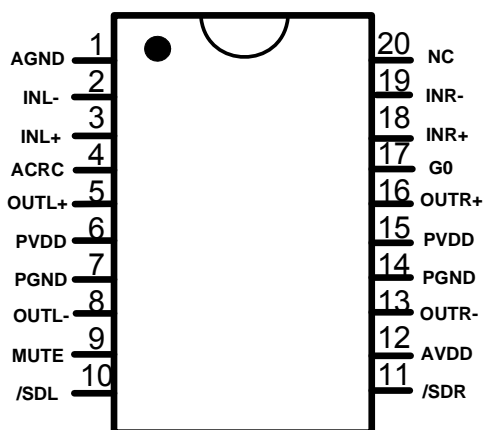 AGND 1 20 NC
INL- 2 19 INR-
INL+ 3 18 INR+
ACRC 4 17 G0
OUTL+ 5 16 OUTR+
PVDD 6 15 PVDD
PGND 7 14 PGND
OUTL- 8 13 OUTR-
MUTE 9 12 AVDD
/SDL 10 11 /SDR